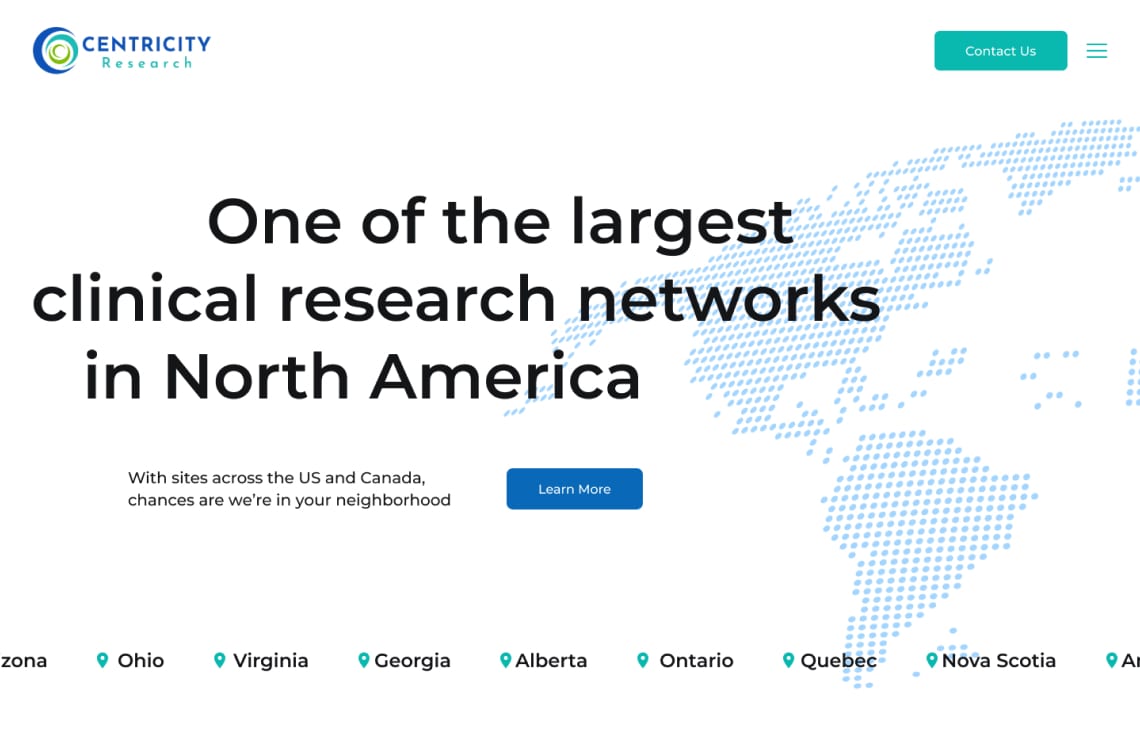 CENTRICITY
Research
Contact Us
One of the largest
clinical research networks
in North America
With sites across the US and Canada,
chances are we’re in your neighborhood
Learn More
zona Ohio Virginia Georgia Alberta Ontario Quebec Nova Scotia Ar